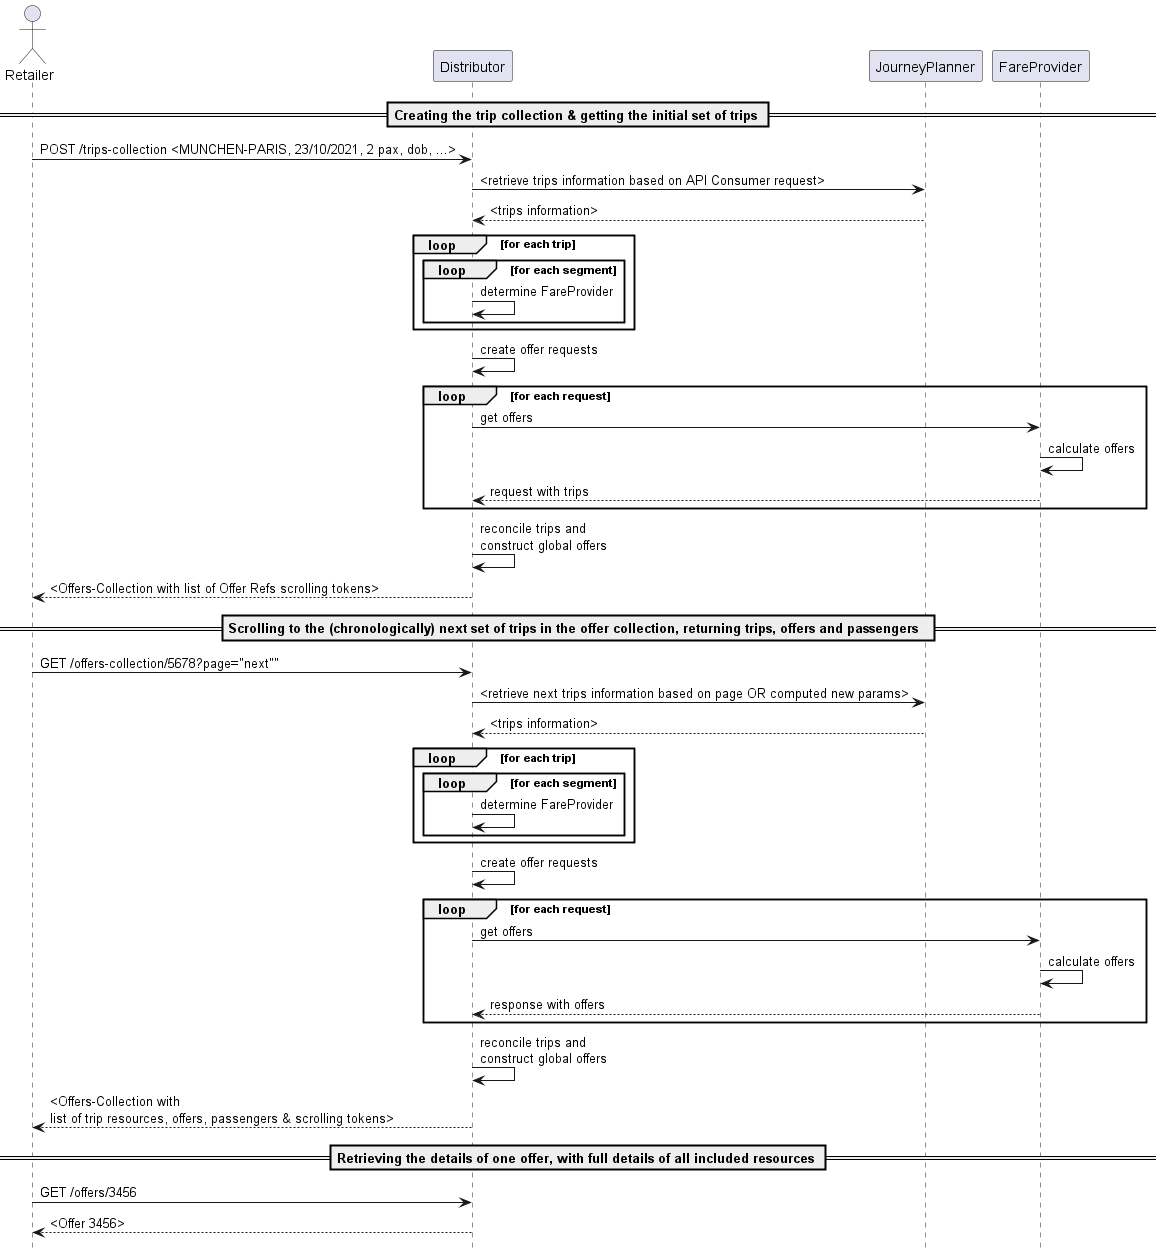 Retailer
Distributor
JourneyPlanner
FareProvider
Creating the trip collection & getting the initial set of trips
POST /trips-collection <MUNCHEN-PARIS, 23/10/2021, 2 pax, dob, ...>
<retrieve trips information based on API Consumer request>
<trips information>
loop [for each trip]
loop [for each segment]
determine FareProvider
create offer requests
loop [for each request]
get offers
calculate offers
request with trips
reconcile trips and
construct global offers
<Offers-Collection with list of Offer Refs scrolling tokens>
Scrolling to the (chronologically) next set of trips in the offer collection, returning trips, offers and passengers
GET /offers-collection/5678?page="next""
<retrieve next trips information based on page OR computed new params>
<trips information>
loop [for each trip]
loop [for each segment]
determine FareProvider
create offer requests
loop [for each request]
get offers
calculate offers
response with offers
reconcile trips and
construct global offers
<Offers-Collection with
list of trip resources, offers, passengers & scrolling tokens>
Retrieving the details of one offer, with full details of all included resources
GET /offers/3456
<Offer 3456>